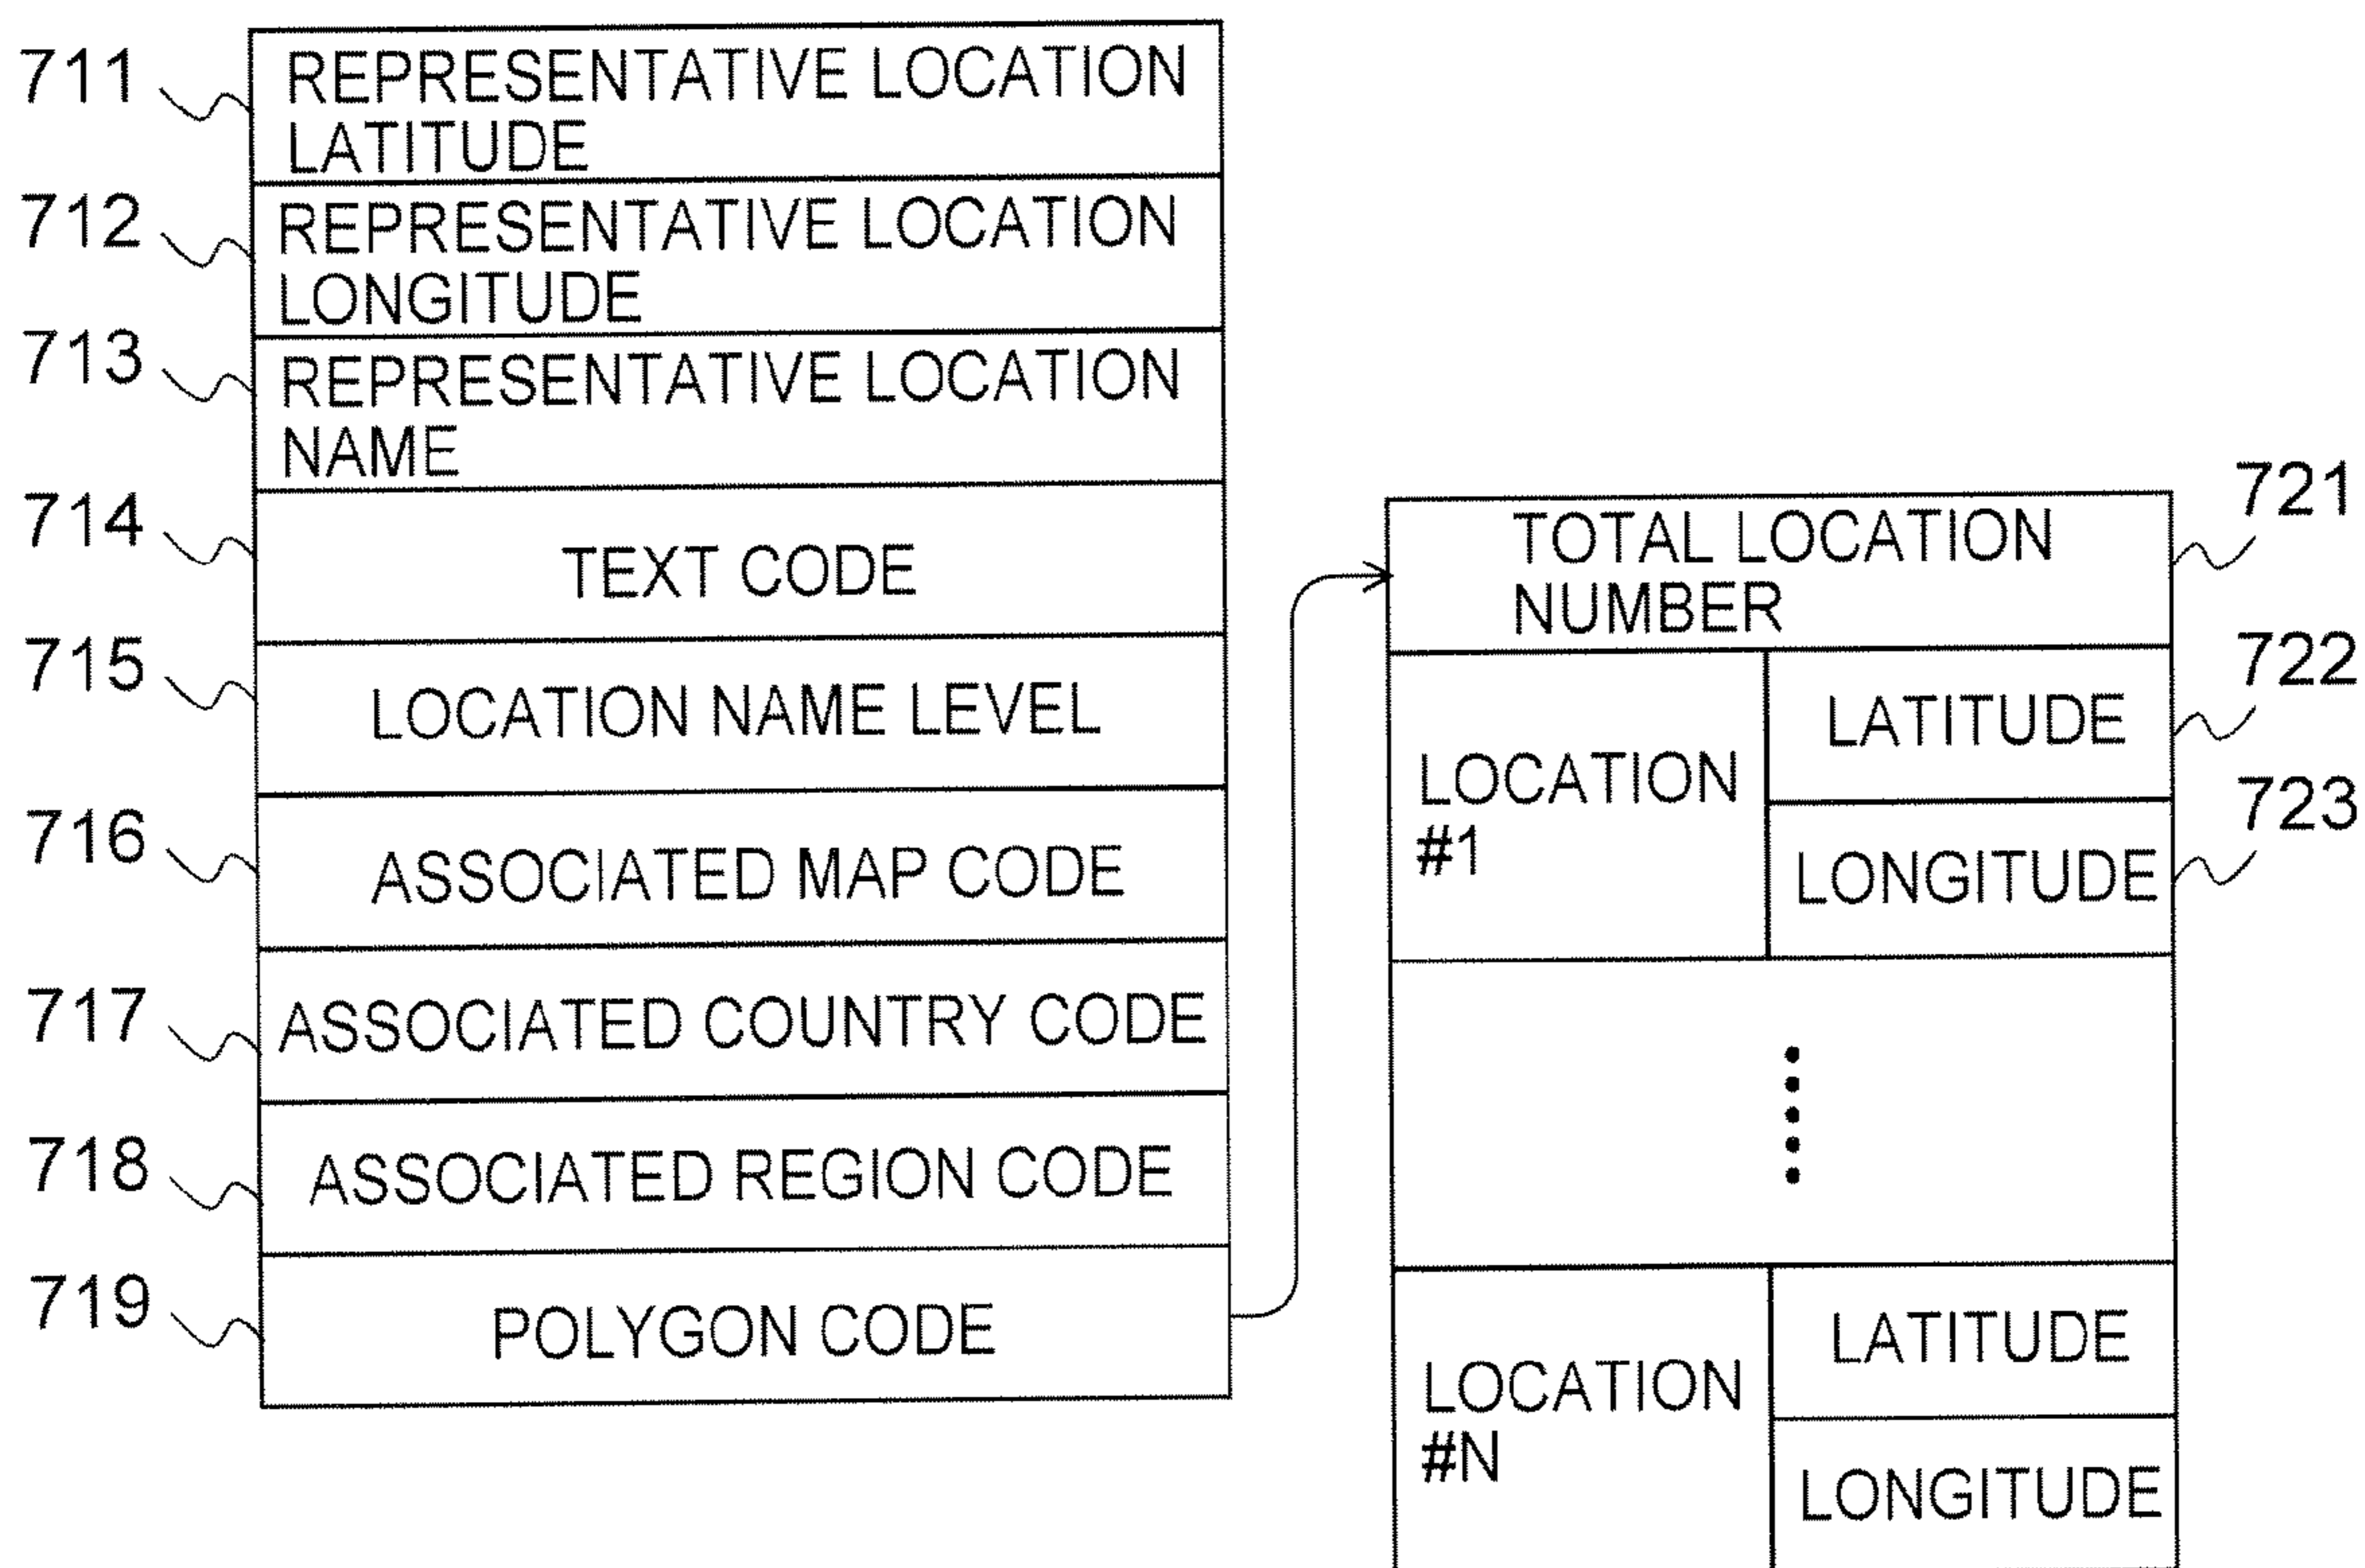 711
REPRESENTATIVE LOCATION
LATITUDE
712
REPRESENTATIVE LOCATION
LONGITUDE
713
REPRESENTATIVE LOCATION
NAME
714
TEXT CODE
715
LOCATION NAME LEVEL
716
ASSOCIATED MAP CODE
717
ASSOCIATED COUNTRY CODE
718
ASSOCIATED REGION CODE
719
POLYGON CODE
TOTAL LOCATION
NUMBER
721
LOCATION
#1
LATITUDE
722
LONGITUDE
723
LOCATION
#N
LATITUDE
LONGITUDE